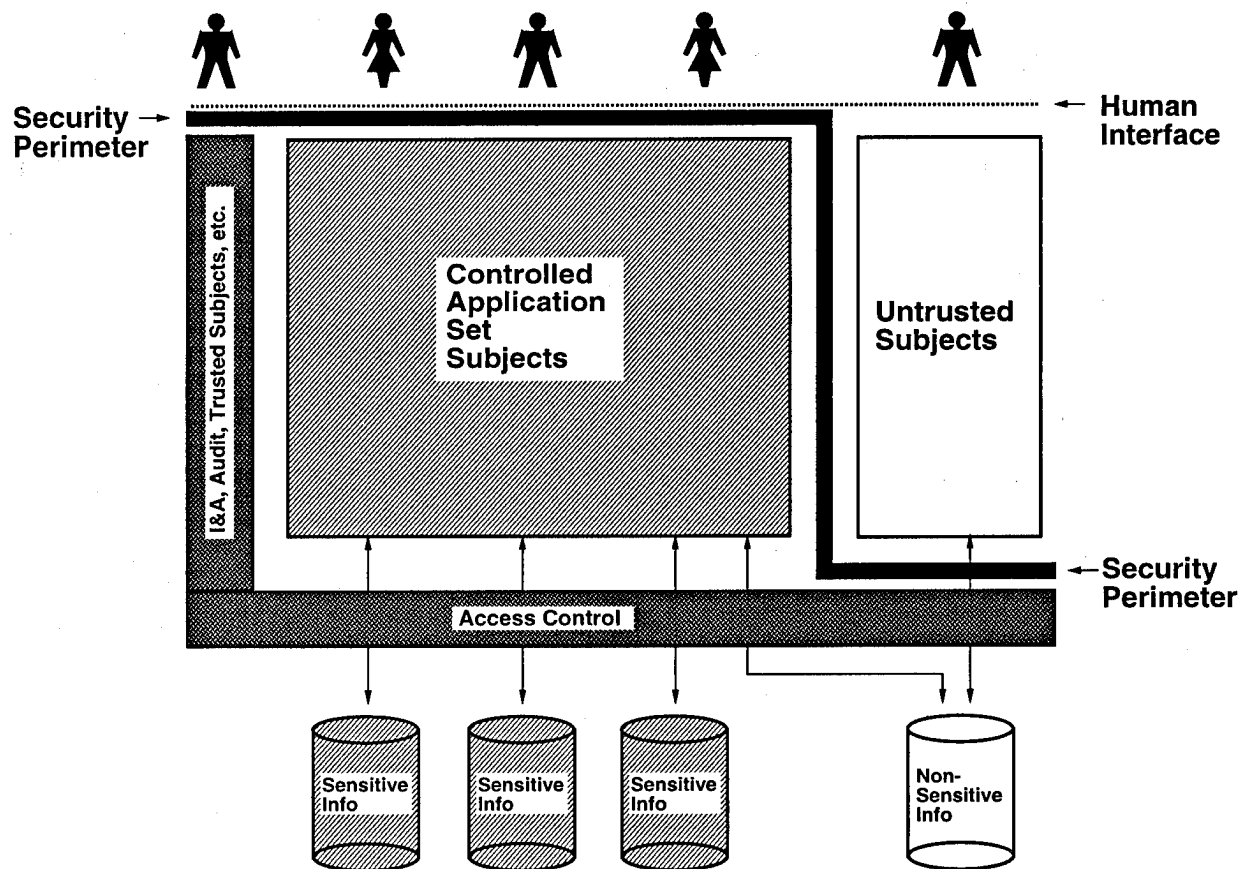 Security
Perimeter
Human
Interface
I&A, Audit, Trusted Subjects, etc.
Controlled
Application
Set
Subjects
Untrusted
Subjects
Security
Perimeter
Access Control
Sensitive
Info
Sensitive
Info
Sensitive
Info
Non-
Sensitive
Info